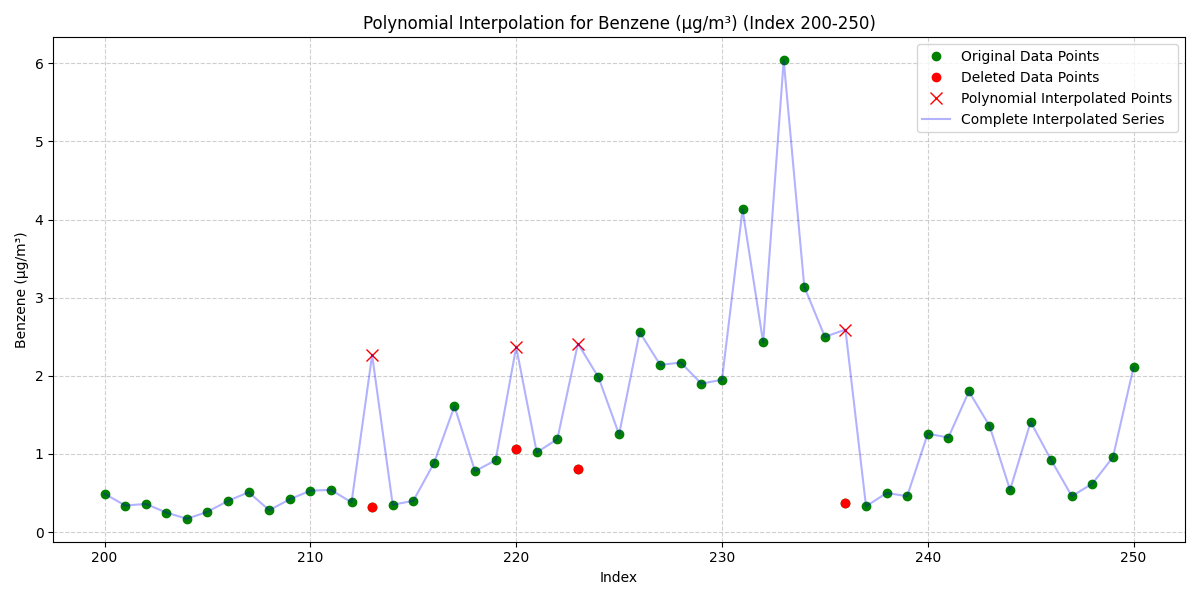 Polynomial Interpolation for Benzene (µg/m³) (Index 200-250)
Original Data Points
Deleted Data Points
Polynomial Interpolated Points
Complete Interpolated Series
Benzene (µg/m³)
6
5
4
3
2
1
0
200
210
220
230
240
250
Index